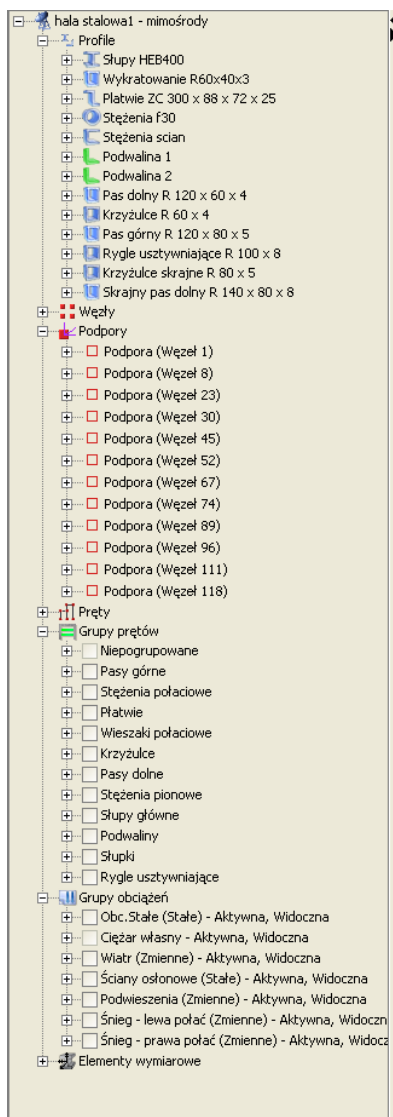 hala stalowa1 - mimośrody
Profile
Słupy HEB400
Wykratowanie R60x40x3
Platwie ZC 300 x 88 x 72 x 25
Stężenia f30
Stężenia scian
Podwalina 1
Podwalina 2
Pas dolny R 120 x 60 x 4
Krzyżulce R 60 x 4
Pas górny R 120 x 80 x 5
Rygle usztywniające R 100 x 8
Krzyżulce skrajne R 80 x 5
Skrajny pas dolny R 140 x 80 x 8
Węzły
Podpory
Podpora (Węzeł 1)
Podpora (Węzeł 8)
Podpora (Węzeł 23)
Podpora (Węzeł 30)
Podpora (Węzeł 45)
Podpora (Węzeł 52)
Podpora (Węzeł 67)
Podpora (Węzeł 74)
Podpora (Węzeł 89)
Podpora (Węzeł 96)
Podpora (Węzeł 111)
Podpora (Węzeł 118)
Pręty
Grupy prętów
Niepogrupowane
Pasy górne
Stężenia połaciowe
Płatwie
Wieszaki połaciowe
Krzyżulce
Pasy dolne
Stężenia pionowe
Słupy główne
Podwaliny
Słupki
Rygle usztywniające
Grupy obciążeń
Obc.Stałe (Stałe) - Aktywna, Widoczna
Ciężar własny - Aktywna, Widoczna
Wiatr (Zmienne) - Aktywna, Widoczna
Ściany osłonowe (Stałe) - Aktywna, Widoczna
Podwieszenia (Zmienne) - Aktywna, Widoczna
Śnieg - lewa połać (Zmienne) - Aktywna, Widoczn
Śnieg - prawa połać (Zmienne) - Aktywna, Widocz
Elementy wymiarowe